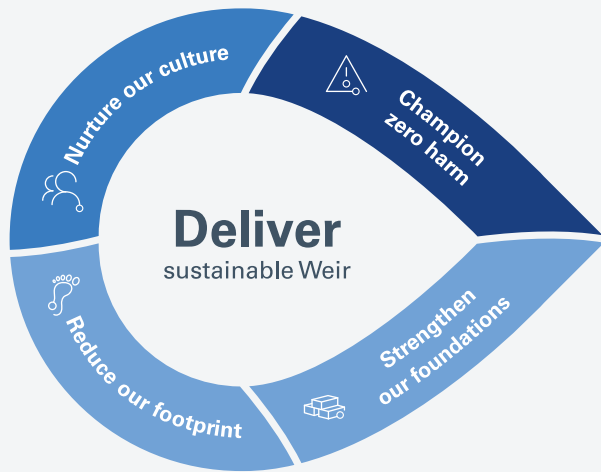 Nurture our culture
Champion
zero harm
Deliver
sustainable Weir
Reduce our footprint
Strengthen
our foundations